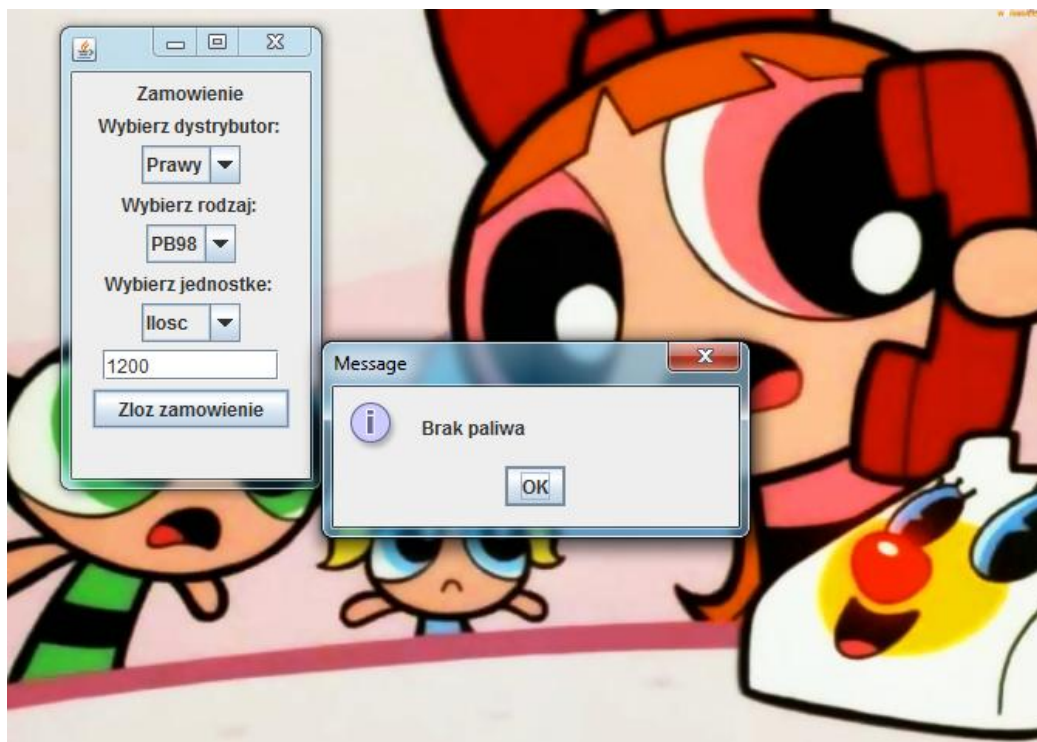 Zamowienie
Wybierz dystrybutor:
Prawy
Wybierz rodzaj:
PB98
Wybierz jednostke:
Ilosc
1200
Zloz zamowienie
Message
Brak paliwa
OK